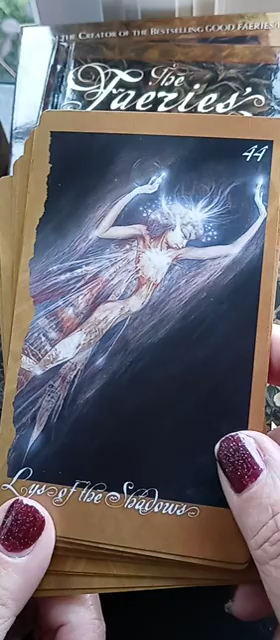 THE CREATOR OF THE BESTSELLING GOOD FAERIES/
The
Faeries'
44
Lys of the Shadows